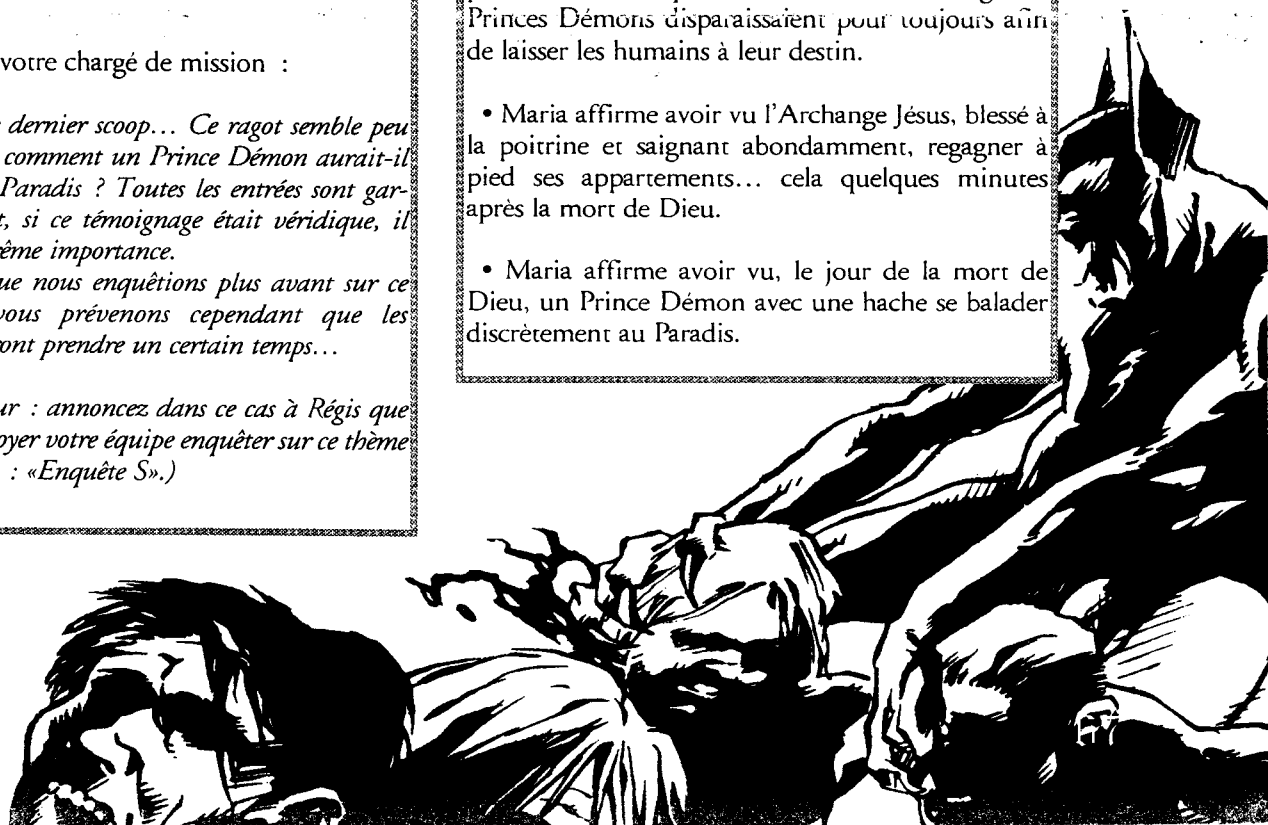 votre chargé de mission :
dernier scoop... Ce ragot semble peu
comment un Prince Démon aurait-il
Paradis ? Toutes les entrées sont gar-
t, si ce témoignage était véridique, il
ême importance.
ue nous enquêtions plus avant sur ce
vous prévenons cependant que les
ont prendre un certain temps...
ur : annoncez dans ce cas à Régis que
oyer votre équipe enquêter sur ce thème
: «Enquête S».)
Princes Démons disparaissaient pour toujours afin
de laisser les humains à leur destin.
• Maria affirme avoir vu l'Archange Jésus, blessé à
la poitrine et saignant abondamment, regagner à
pied ses appartements... cela quelques minutes
après la mort de Dieu.
• Maria affirme avoir vu, le jour de la mort de
Dieu, un Prince Démon avec une hache se balader
discrètement au Paradis.